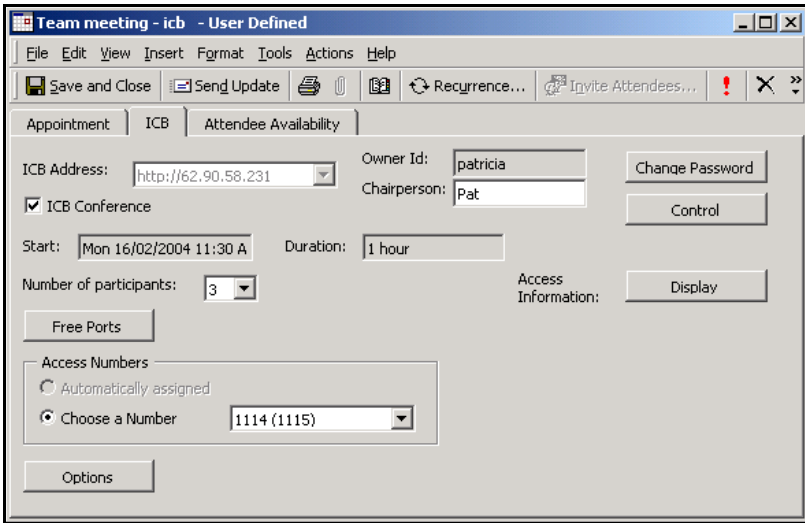 Team meeting - icb - User Defined
File Edit View Insert Format Tools Actions Help
Save and Close Send Update Recurrence... Invite Attendees...
Appointment ICB Attendee Availability
ICB Address: http://62.90.58.231 Owner Id: patricia Change Password
ICB Conference Chairperson: Pat Control
Start: Mon 16/02/2004 11:30 A Duration: 1 hour
Number of participants: 3 Access Information: Display
Free Ports
Access Numbers
Automatically assigned
Choose a Number 1114 (1115)
Options